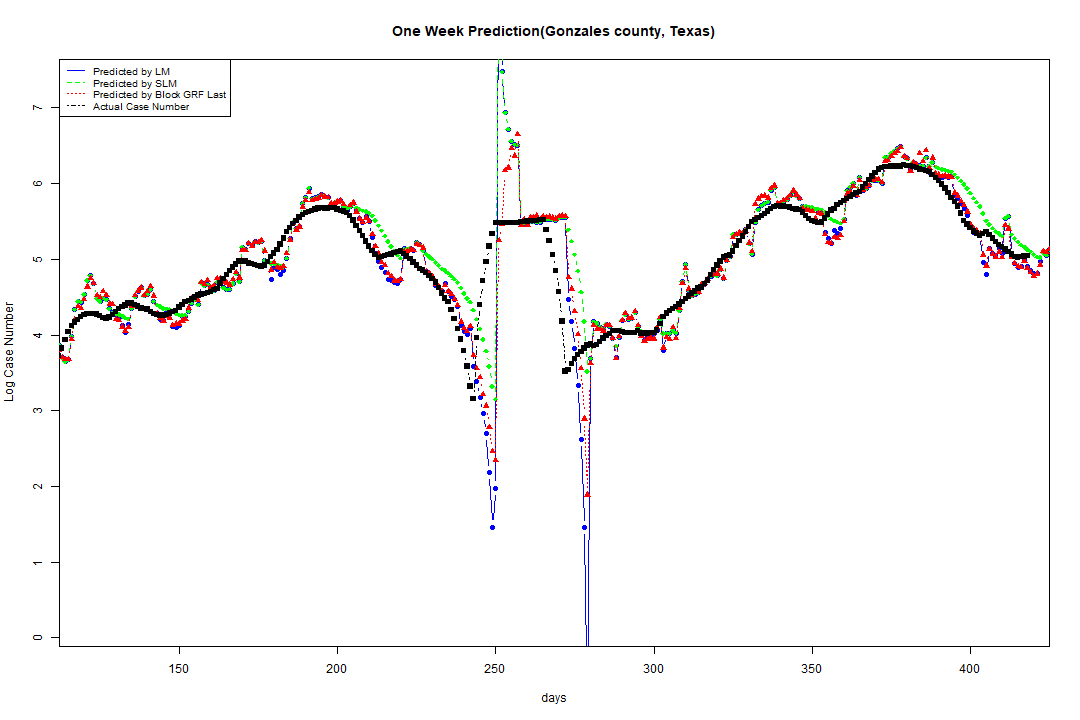 One Week Prediction(Gonzales county, Texas)
Predicted by LM
Predicted by SLM
Predicted by Block GRF Last
Actual Case Number
7
6
5
4
3
2
1
0
Log Case Number
150 200 250 300 350 400
days